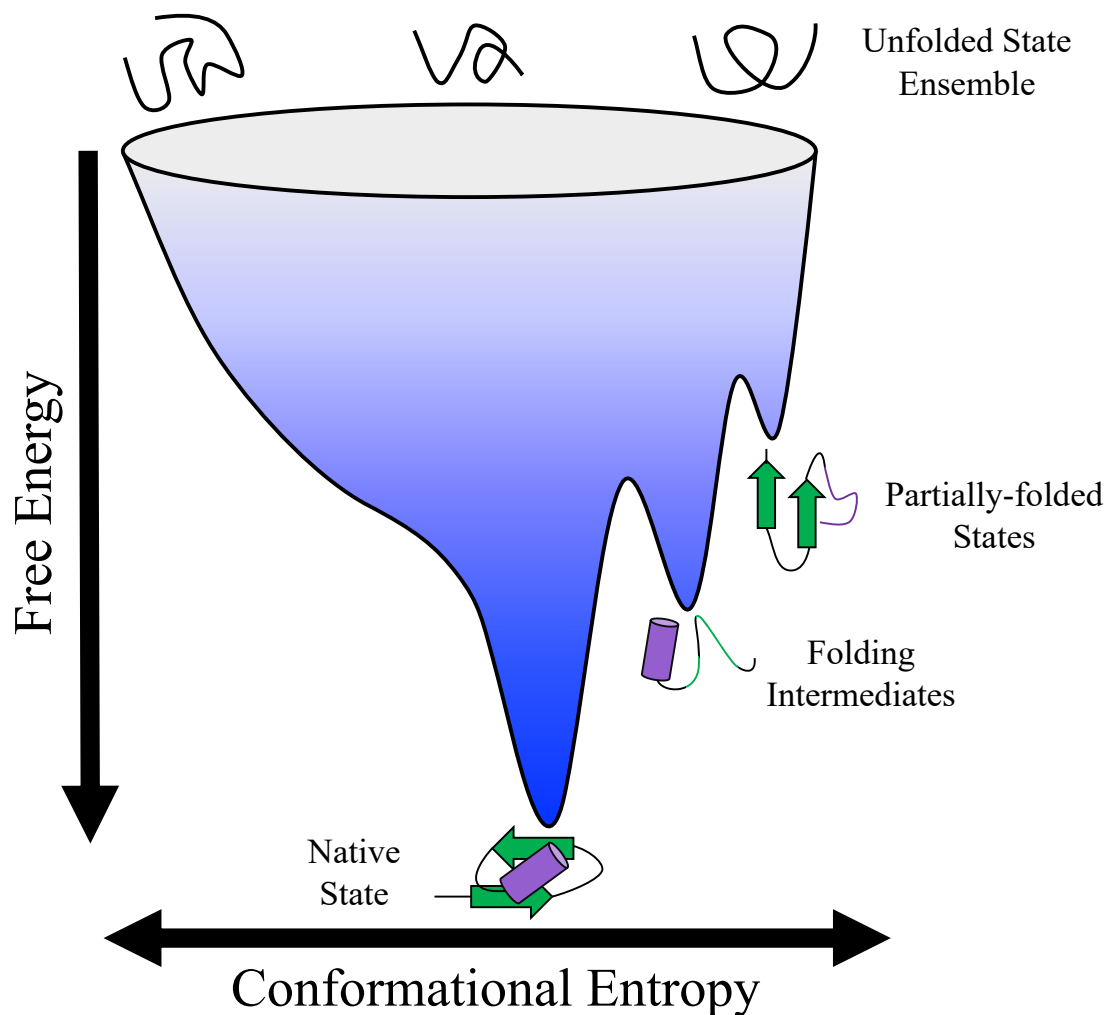 Unfolded State
Ensemble
Free Energy
Partially-folded
States
Folding
Intermediates
Native
State
Conformational Entropy